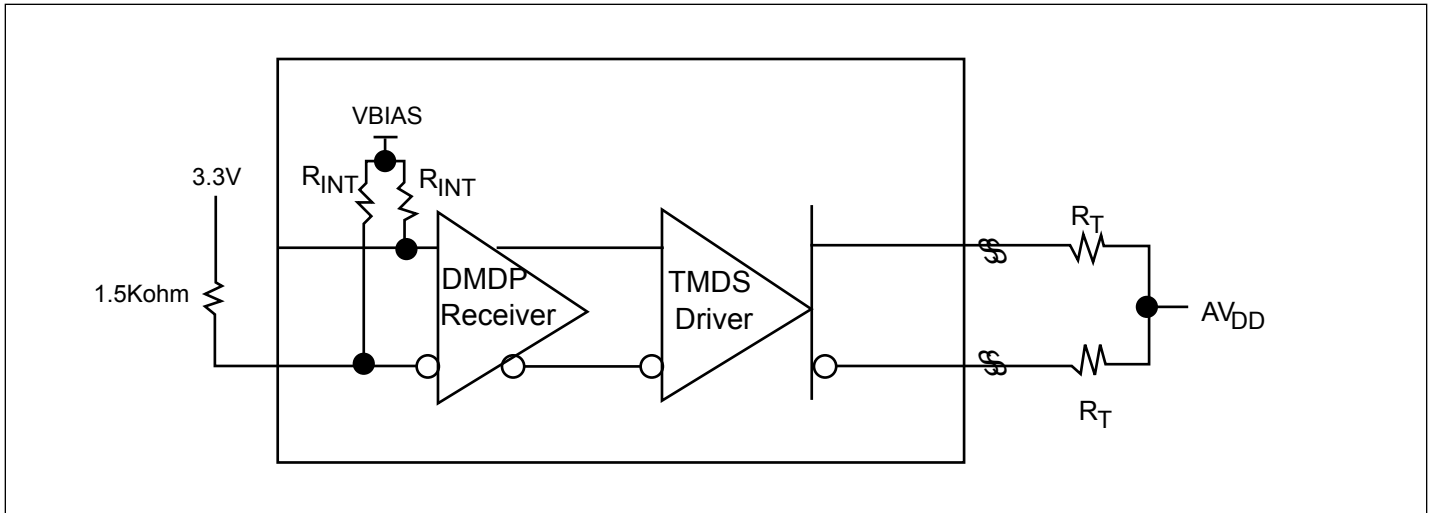 VBIAS
3.3V
RINT
RINT
RT
1.5Kohm
DMDP
Receiver
TMDS
Driver
AVDD
RT